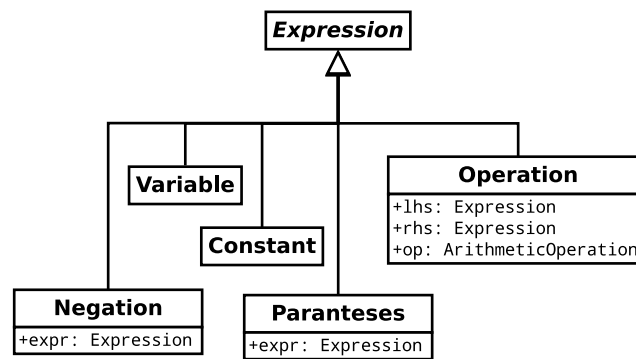 Expression
Variable
Operation
+lhs: Expression
+rhs: Expression
+op: ArithmeticOperation
Constant
Negation
+expr: Expression
Paranteses
+expr: Expression